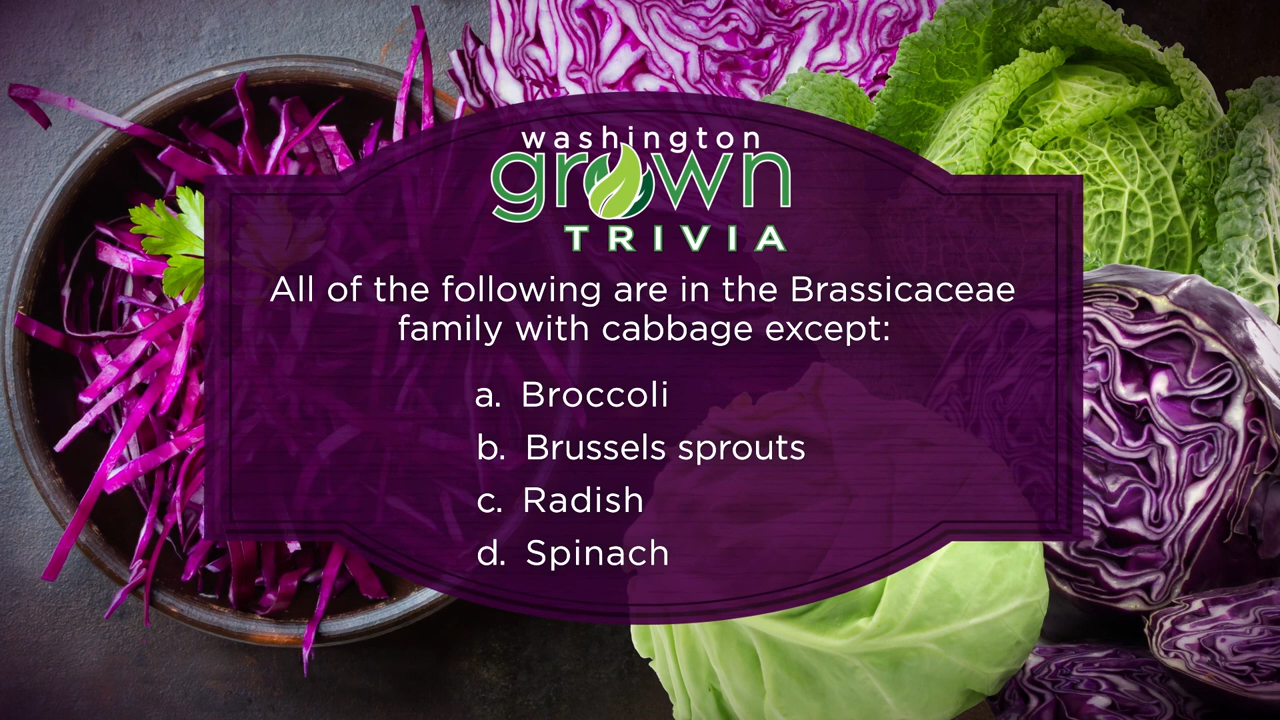 washington
grown
TRIVIA
All of the following are in the Brassicaceae
family with cabbage except:
a. Broccoli
b. Brussels sprouts
c. Radish
d. Spinach